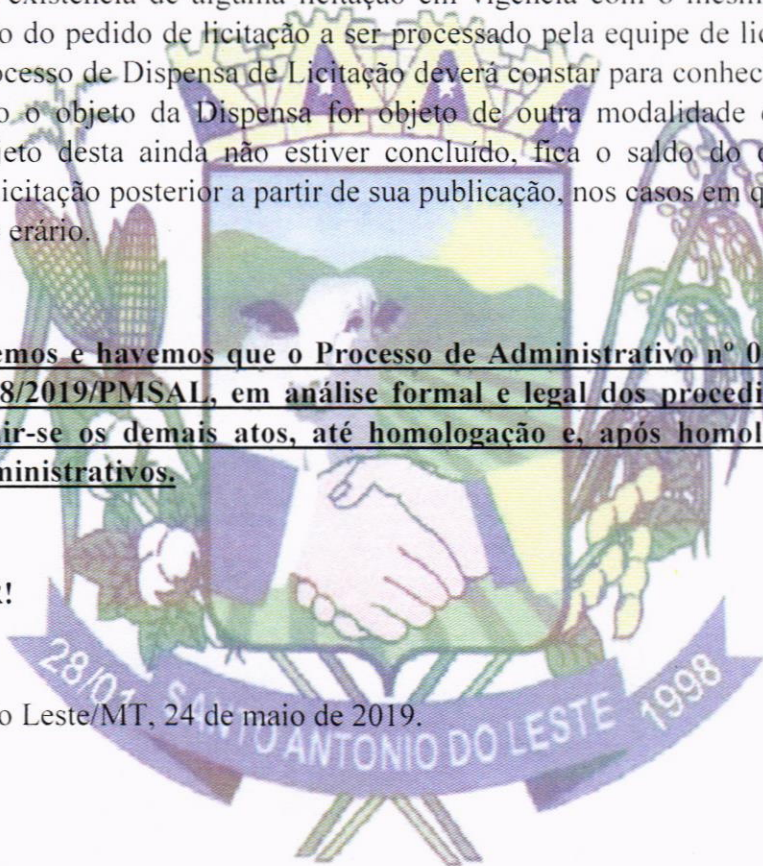 existência de alguma licitação em vigência com o mesm
o do pedido de licitação a ser processado pela equipe de lic
ocesso de Dispensa de Licitação deverá constar para conhec
o o objeto da Dispensa for objeto de outra modalidade
jeto desta ainda não estiver concluído, fica o saldo do
icitação posterior a partir de sua publicação, nos casos em q
erário.
emos e havemos que o Processo de Administrativo nº 0
8/2019/PMSAL, em análise formal e legal dos procedi
ir-se os demais atos, até homologação e, após homol
ministrativos.
!
o Leste/MT, 24 de maio de 2019.
28/01 SANTO ANTONIO DO LESTE 1998